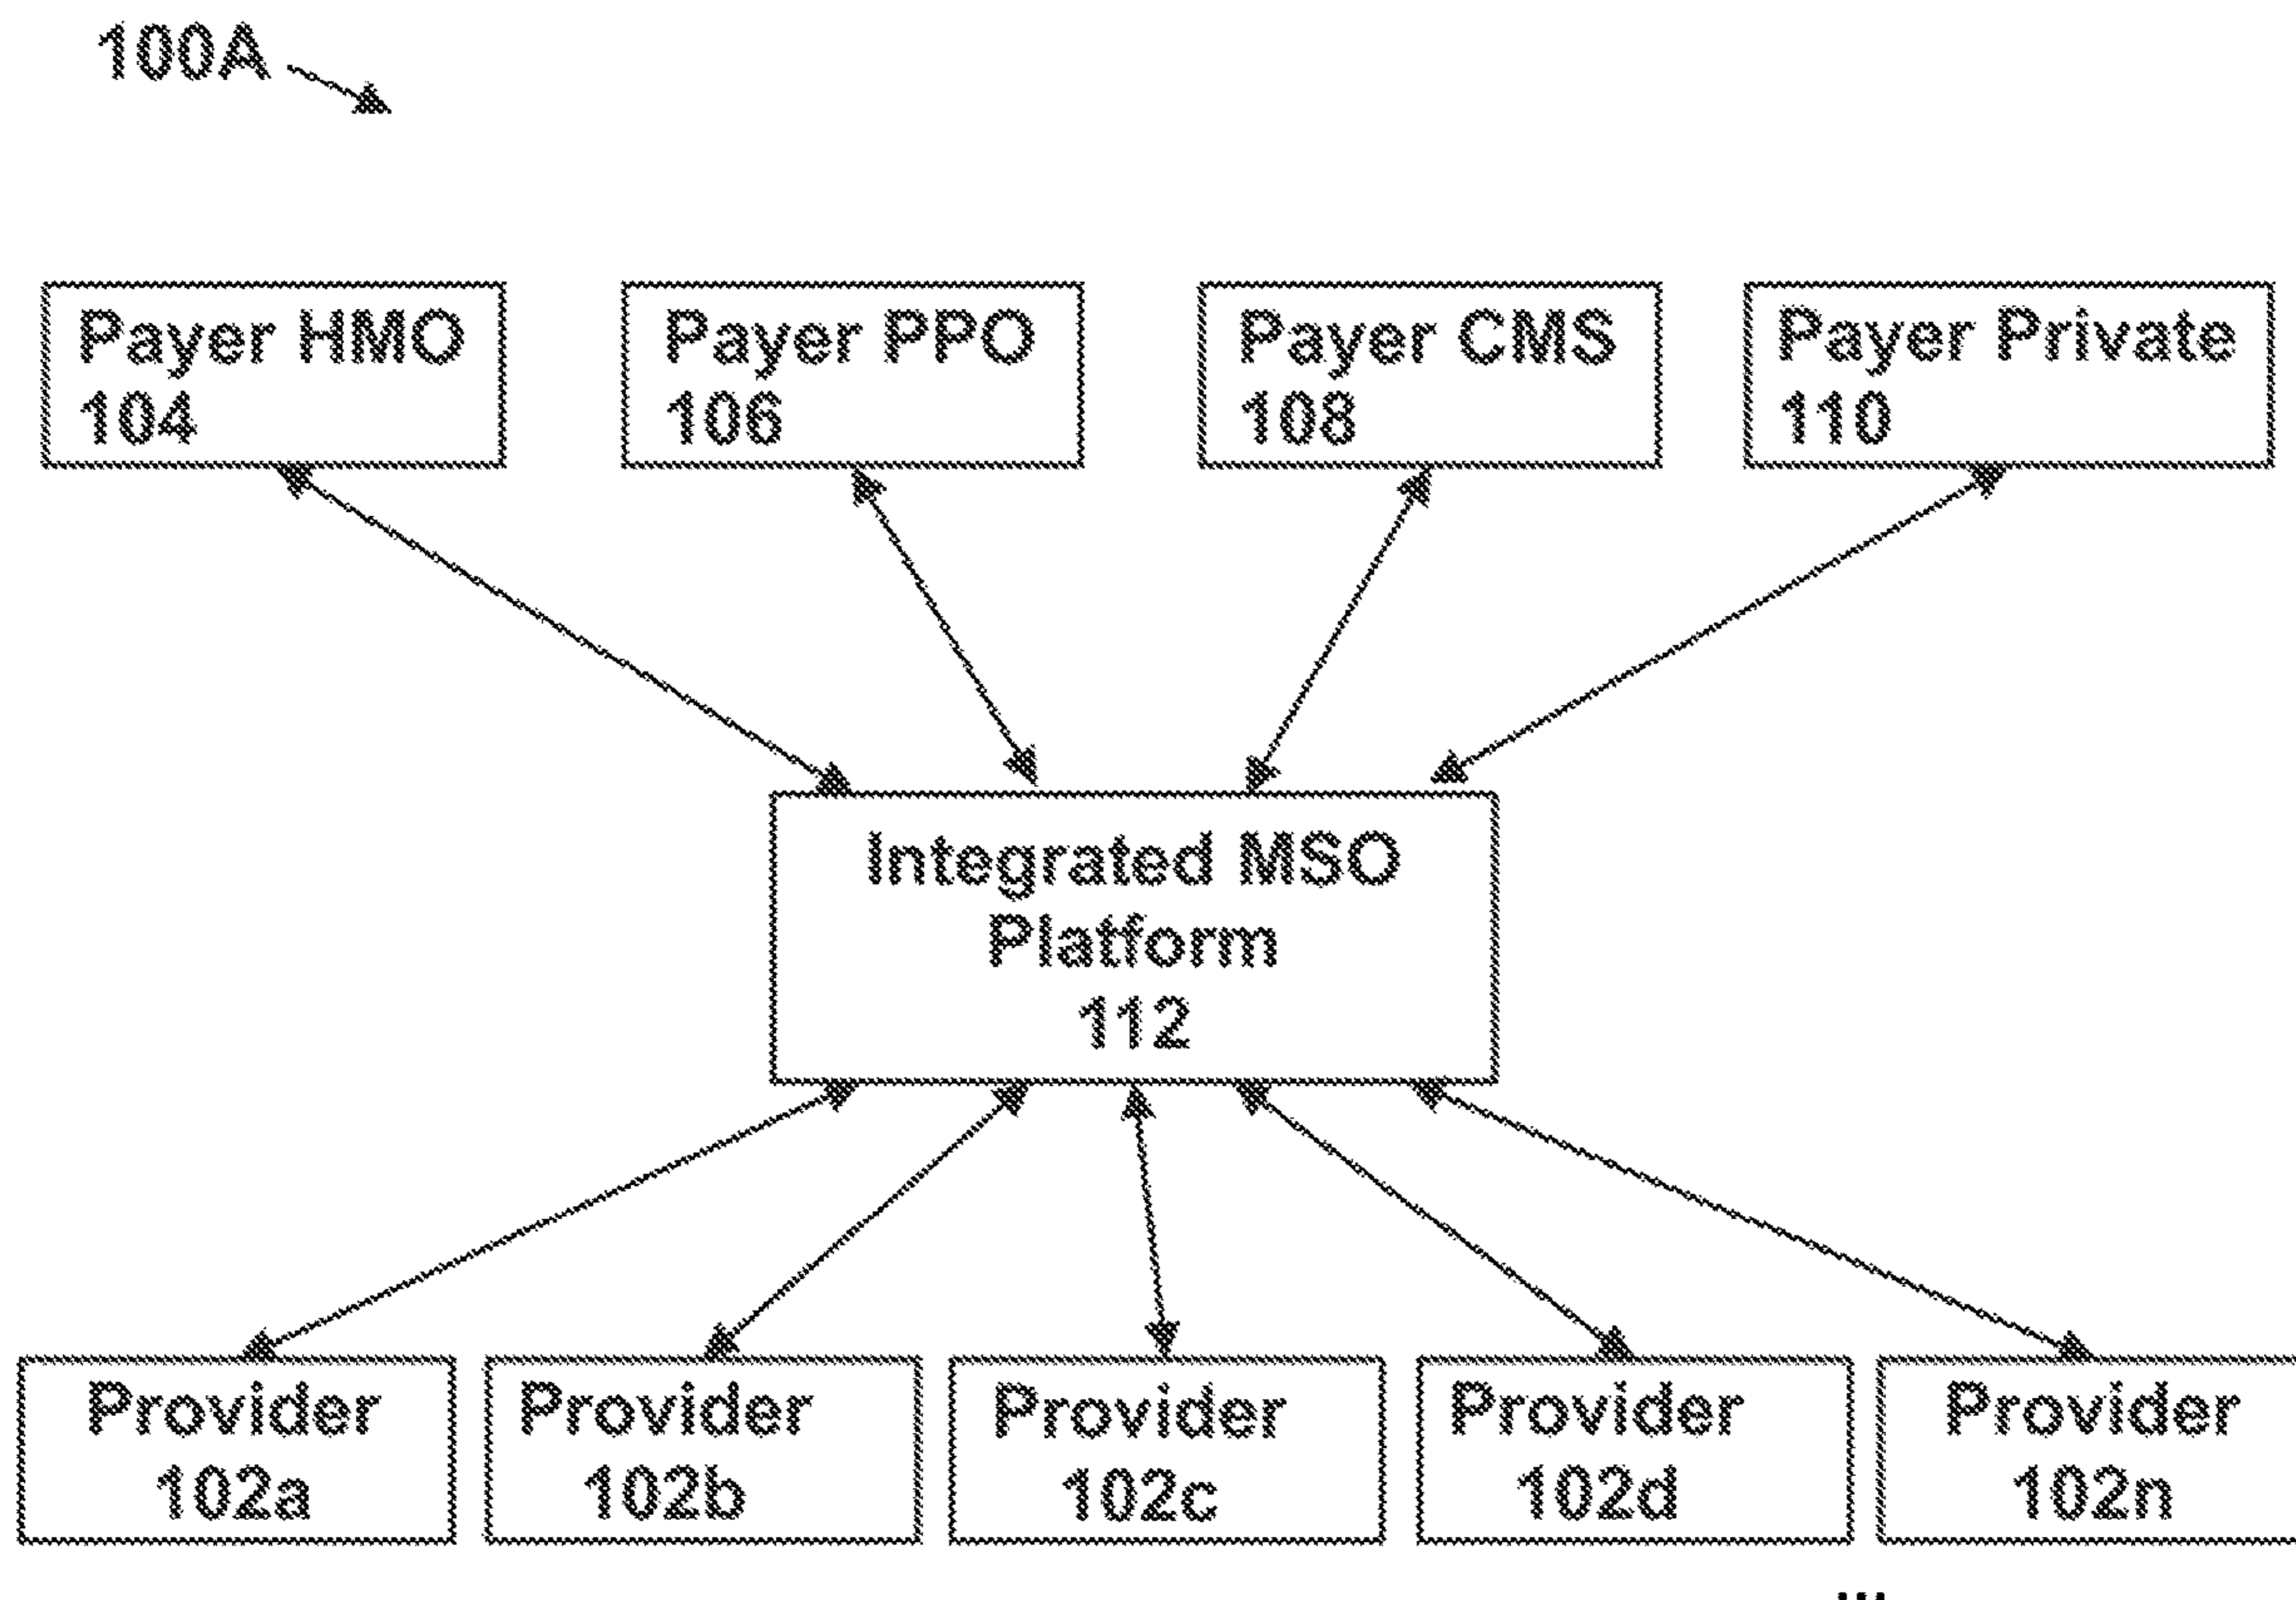 100A
Payer HMO
104
Payer PPO
106
Payer CMS
108
Payer Private
110
Integrated MSO
Platform
112
Provider
102a
Provider
102b
Provider
102c
Provider
102d
Provider
102n
...